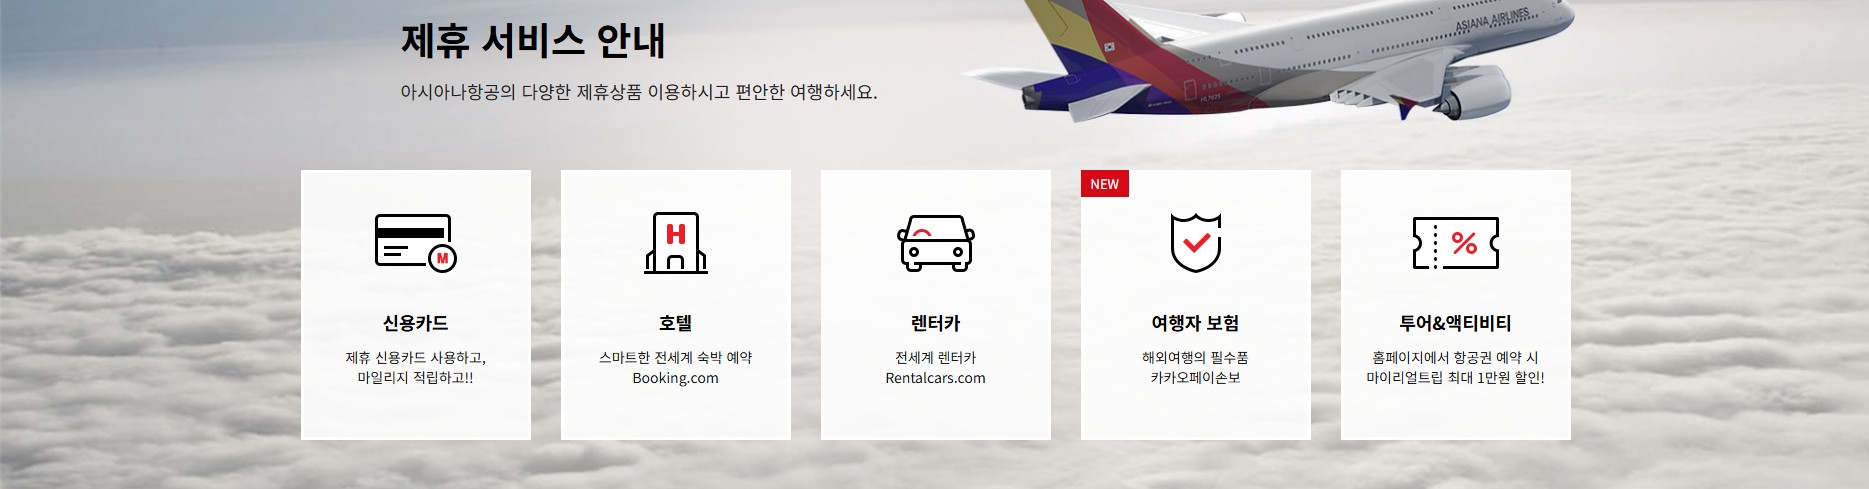 제휴 서비스 안내
ASIANA AIRLINES
아시아나항공의 다양한 제휴상품 이용하시고 편안한 여행하세요.
HL7625
NEW
M
H
%
신용카드
제휴 신용카드 사용하고,
마일리지 적립하고!!
호텔
스마트한 전세계 숙박 예약
Booking.com
렌터카
전세계 렌터카
Rentalcars.com
여행자 보험
해외여행의 필수품
카카오페이손보
투어&액티비티
홈페이지에서 항공권 예약 시
마이리얼트립 최대 1만원 할인!